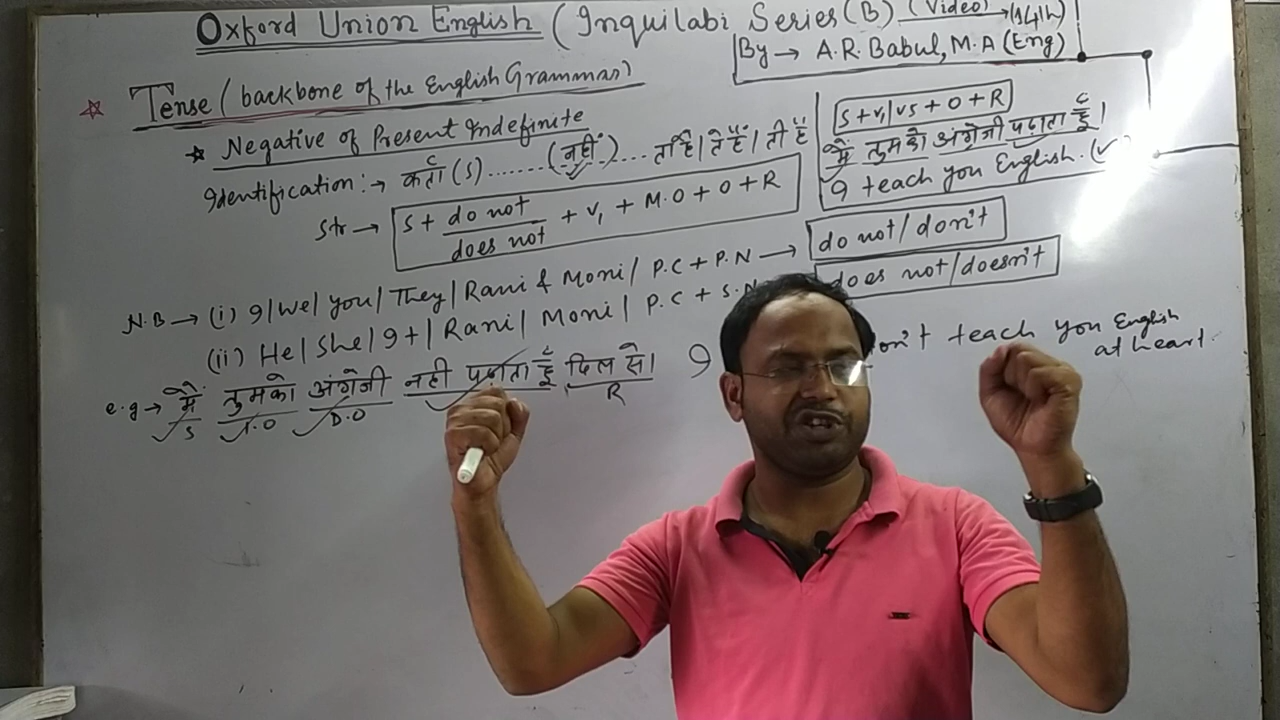 Oxford Union English (Inquilabi Series (B) (Video) → (14th)
By → A.R. Babul, M.A (Eng)
☆ Tense (backbone of the English Grammar)
★ Negative of Present Indefinite
Identification :→ कर्ता (S) ........ (नहीं) .... ता है। ते हैं। ती है
Str → S + do not / does not + V1 + M.O + O + R
S + V1/V5 + O + R
मैं तुमको अंग्रेजी पढ़ाता हूँ।
I teach you English. (✓)
N.B → (i) I/We/You/They/Rani & Moni/P.C + P.N → do not/don't
(ii) He/She/It/Rani/Moni/P.C + S.N does not/doesn't
e.g → मैं तुमको अंग्रेजी नहीं पढ़ाता हूँ दिल से।
S I.O D.O R
I on't teach you English
at heart.